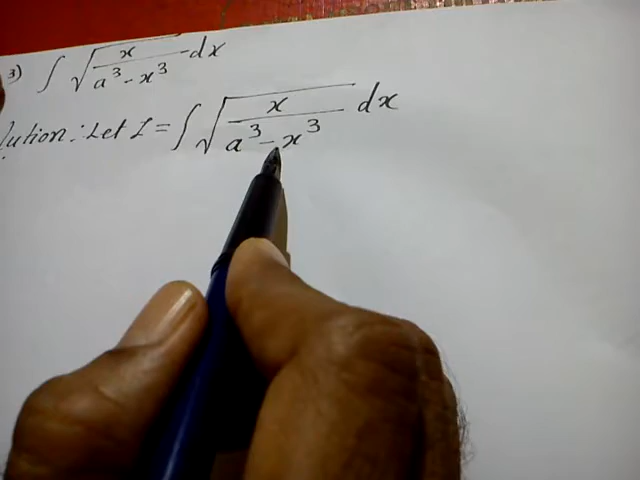 3) ∫ √(x/(a³ - x³)) dx
lution: Let I = ∫ √(x/(a³ - x³)) dx